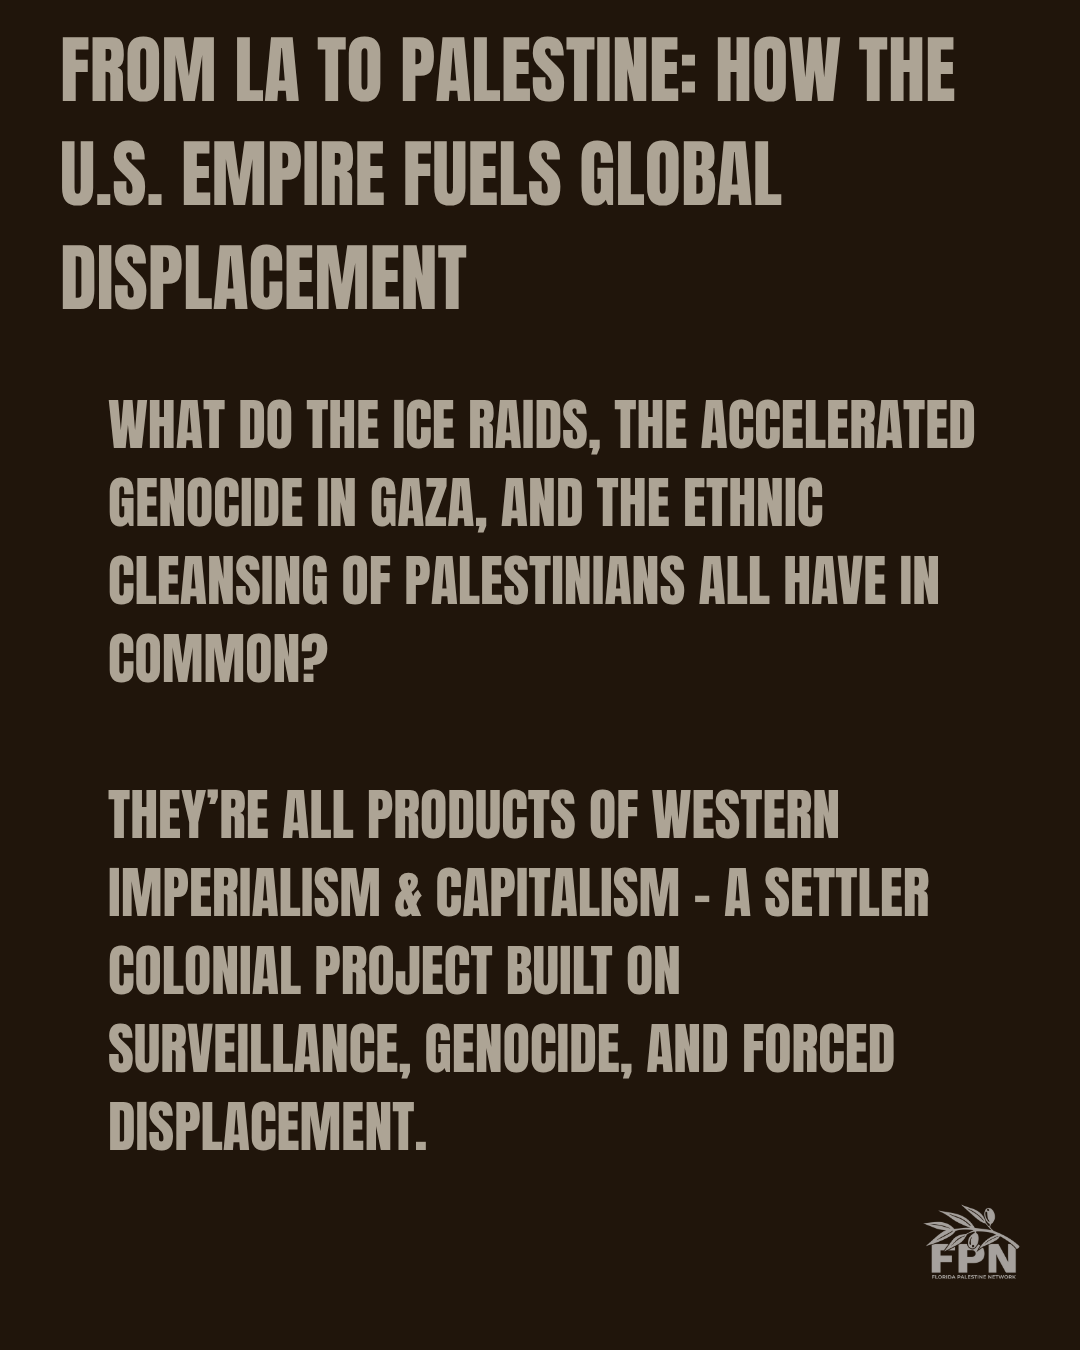 FROM LA TO PALESTINE: HOW THE
U.S. EMPIRE FUELS GLOBAL
DISPLACEMENT
WHAT DO THE ICE RAIDS, THE ACCELERATED
GENOCIDE IN GAZA, AND THE ETHNIC
CLEANSING OF PALESTINIANS ALL HAVE IN
COMMON?
THEY’RE ALL PRODUCTS OF WESTERN
IMPERIALISM & CAPITALISM - A SETTLER
COLONIAL PROJECT BUILT ON
SURVEILLANCE, GENOCIDE, AND FORCED
DISPLACEMENT.
FPN
FLORIDA PALESTINE NETWORK